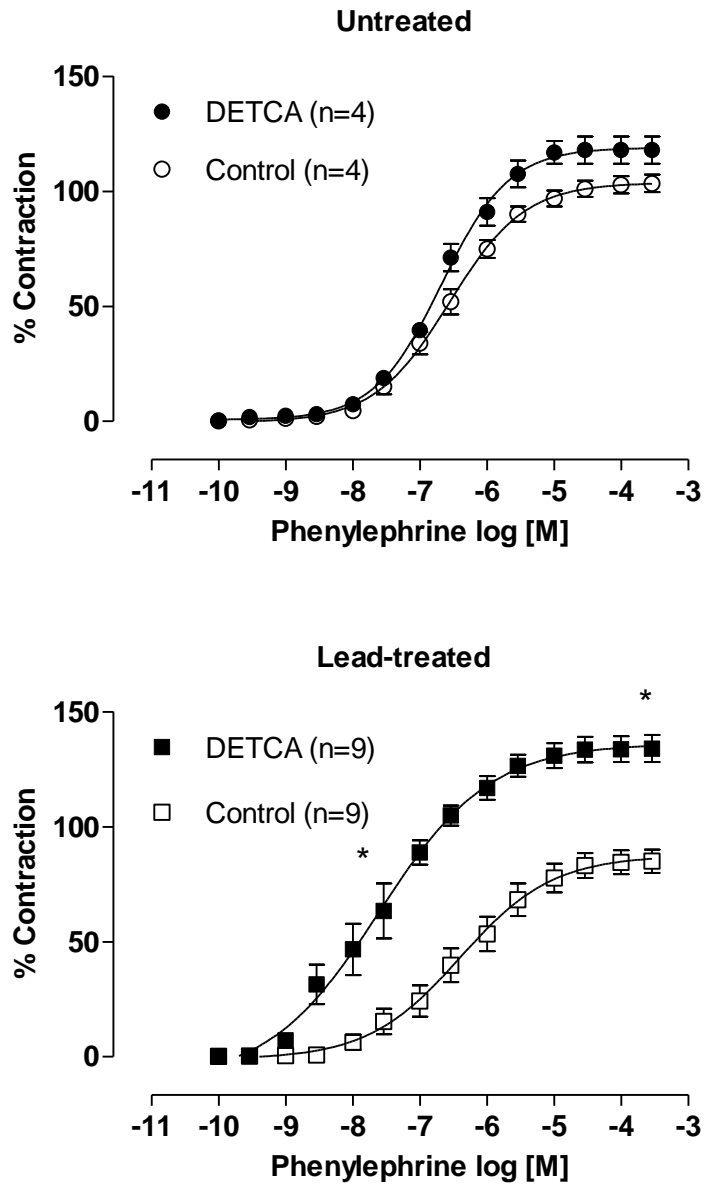 Untreated
150
DETCA (n=4)
Control (n=4)
100
50
0
% Contraction
-11 -10 -9 -8 -7 -6 -5 -4 -3
Phenylephrine log [M]
Lead-treated
*
150
DETCA (n=9)
Control (n=9)
100
*
50
0
% Contraction
-11 -10 -9 -8 -7 -6 -5 -4 -3
Phenylephrine log [M]